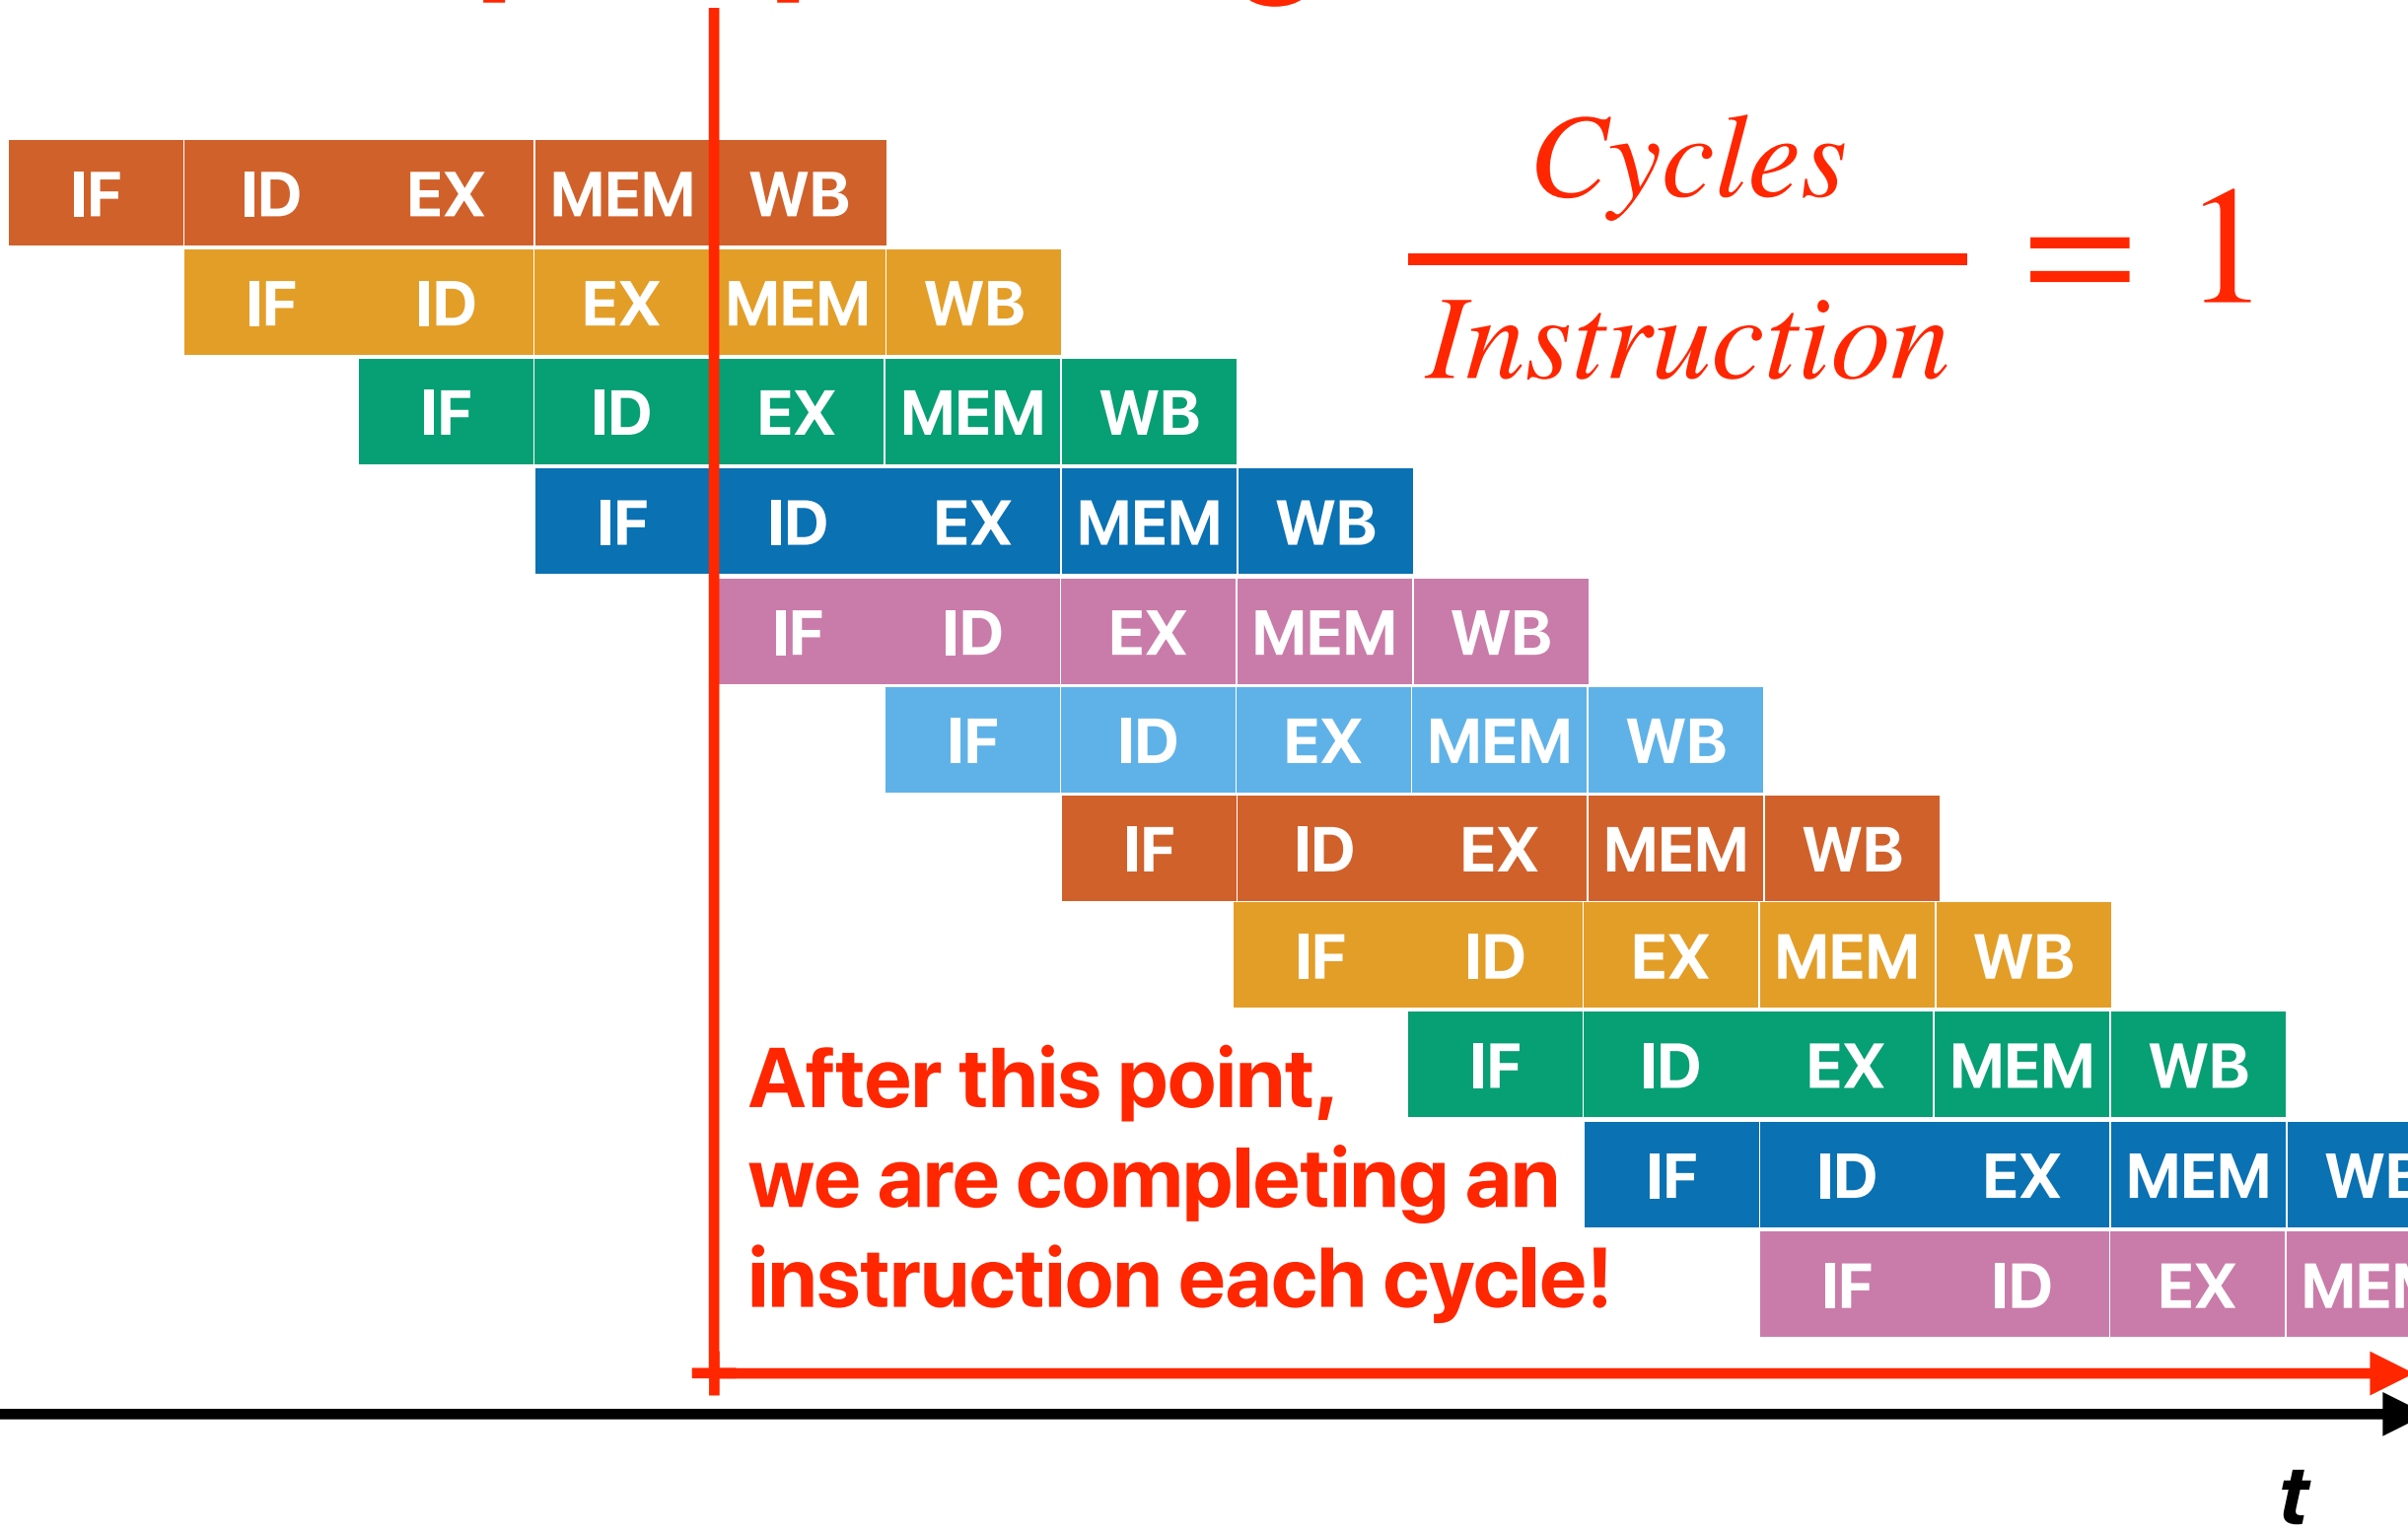 IF ID EX MEM WB
IF ID EX MEM WB
IF ID EX MEM WB
IF ID EX MEM WB
IF ID EX MEM WB
IF ID EX MEM WB
IF ID EX MEM WB
IF ID EX MEM WB
IF ID EX MEM WB
IF ID EX MEM
IF ID EX
Cycles
Instruction
= 1
After this point,
we are completing an
instruction each cycle!
t